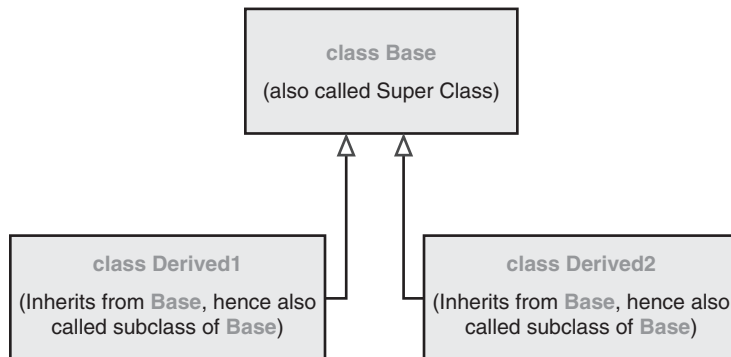 class Base
(also called Super Class)
class Derived1
(Inherits from Base, hence also
called subclass of Base)
class Derived2
(Inherits from Base, hence also
called subclass of Base)